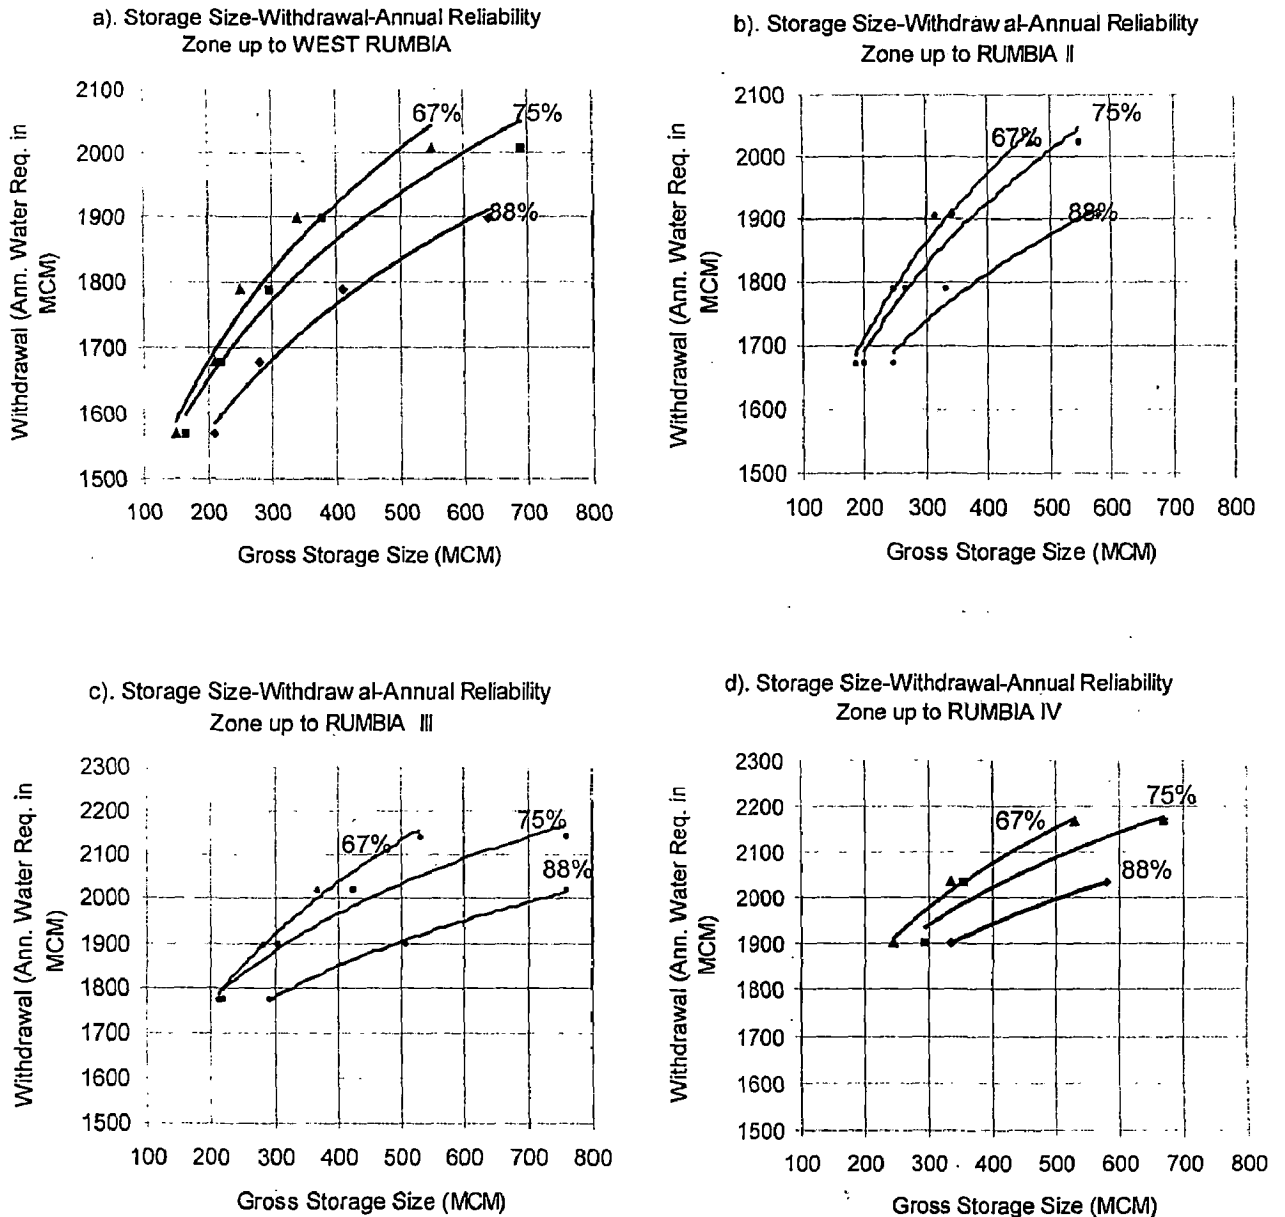 a). Storage Size-Withdrawal-Annual Reliability
Zone up to WEST RUMBIA
Withdrawal (Ann. Water Req. in
MCM)
2100
2000
1900
1800
1700
1600
1500
67%
75%
88%
100 200 300 400 500 600 700 800
Gross Storage Size (MCM)
b). Storage Size-Withdraw al-Annual Reliability
Zone up to RUMBIA II
Withdrawal (Ann. Water Req. in
MCM)
2100
2000
1900
1800
1700
1600
1500
67%
75%
88%
100 200 300 400 500 600 700 800
Gross Storage Size (MCM)
c). Storage Size-Withdraw al-Annual Reliability
Zone up to RUMBIA III
Withdrawal (Ann. Water Req. in
MCM)
2300
2200
2100
2000
1900
1800
1700
1600
1500
67%
75%
88%
100 200 300 400 500 600 700 800
Gross Storage Size (MCM)
d). Storage Size-Withdrawal-Annual Reliability
Zone up to RUMBIA IV
Withdrawal (Ann. Water Req. in
MCM)
2300
2200
2100
2000
1900
1800
1700
1600
1500
67%
75%
88%
100 200 300 400 500 600 700 800
Gross Storage Size (MCM)